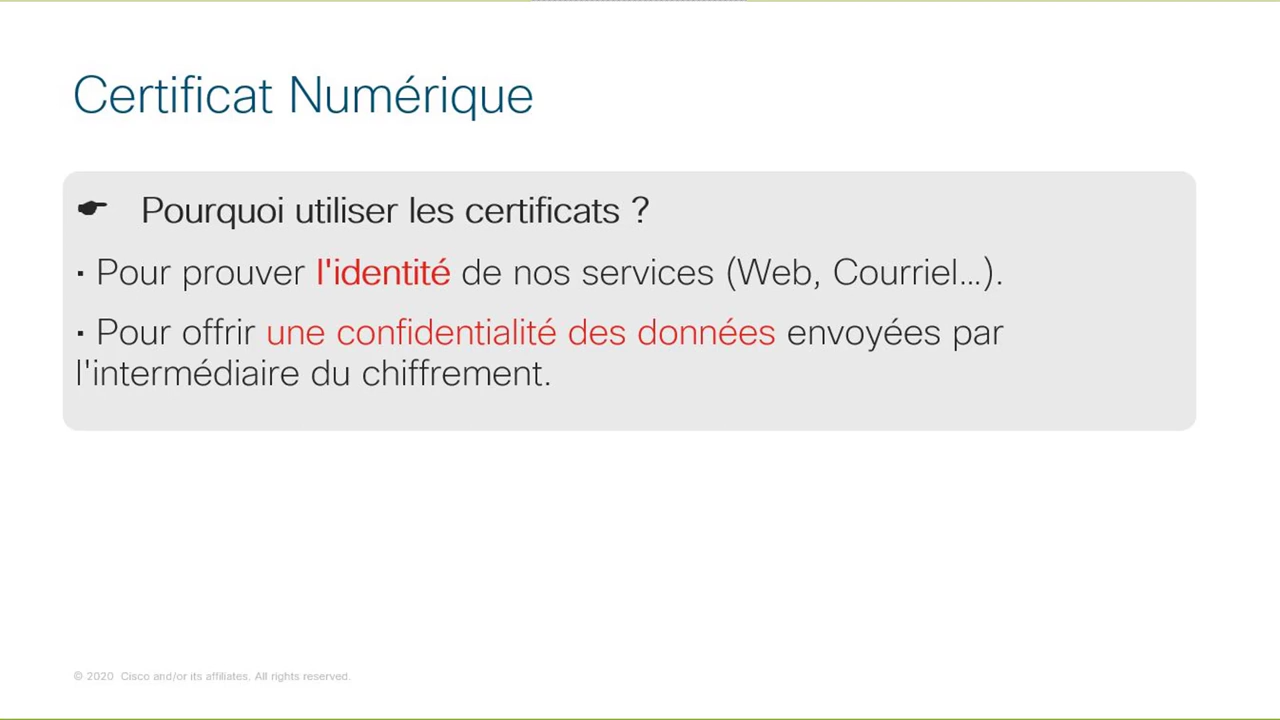 Certificat Numérique
☛ Pourquoi utiliser les certificats ?
▪ Pour prouver l'identité de nos services (Web, Courriel…).
▪ Pour offrir une confidentialité des données envoyées par
l'intermédiaire du chiffrement.
© 2020 Cisco and/or its affiliates. All rights reserved.